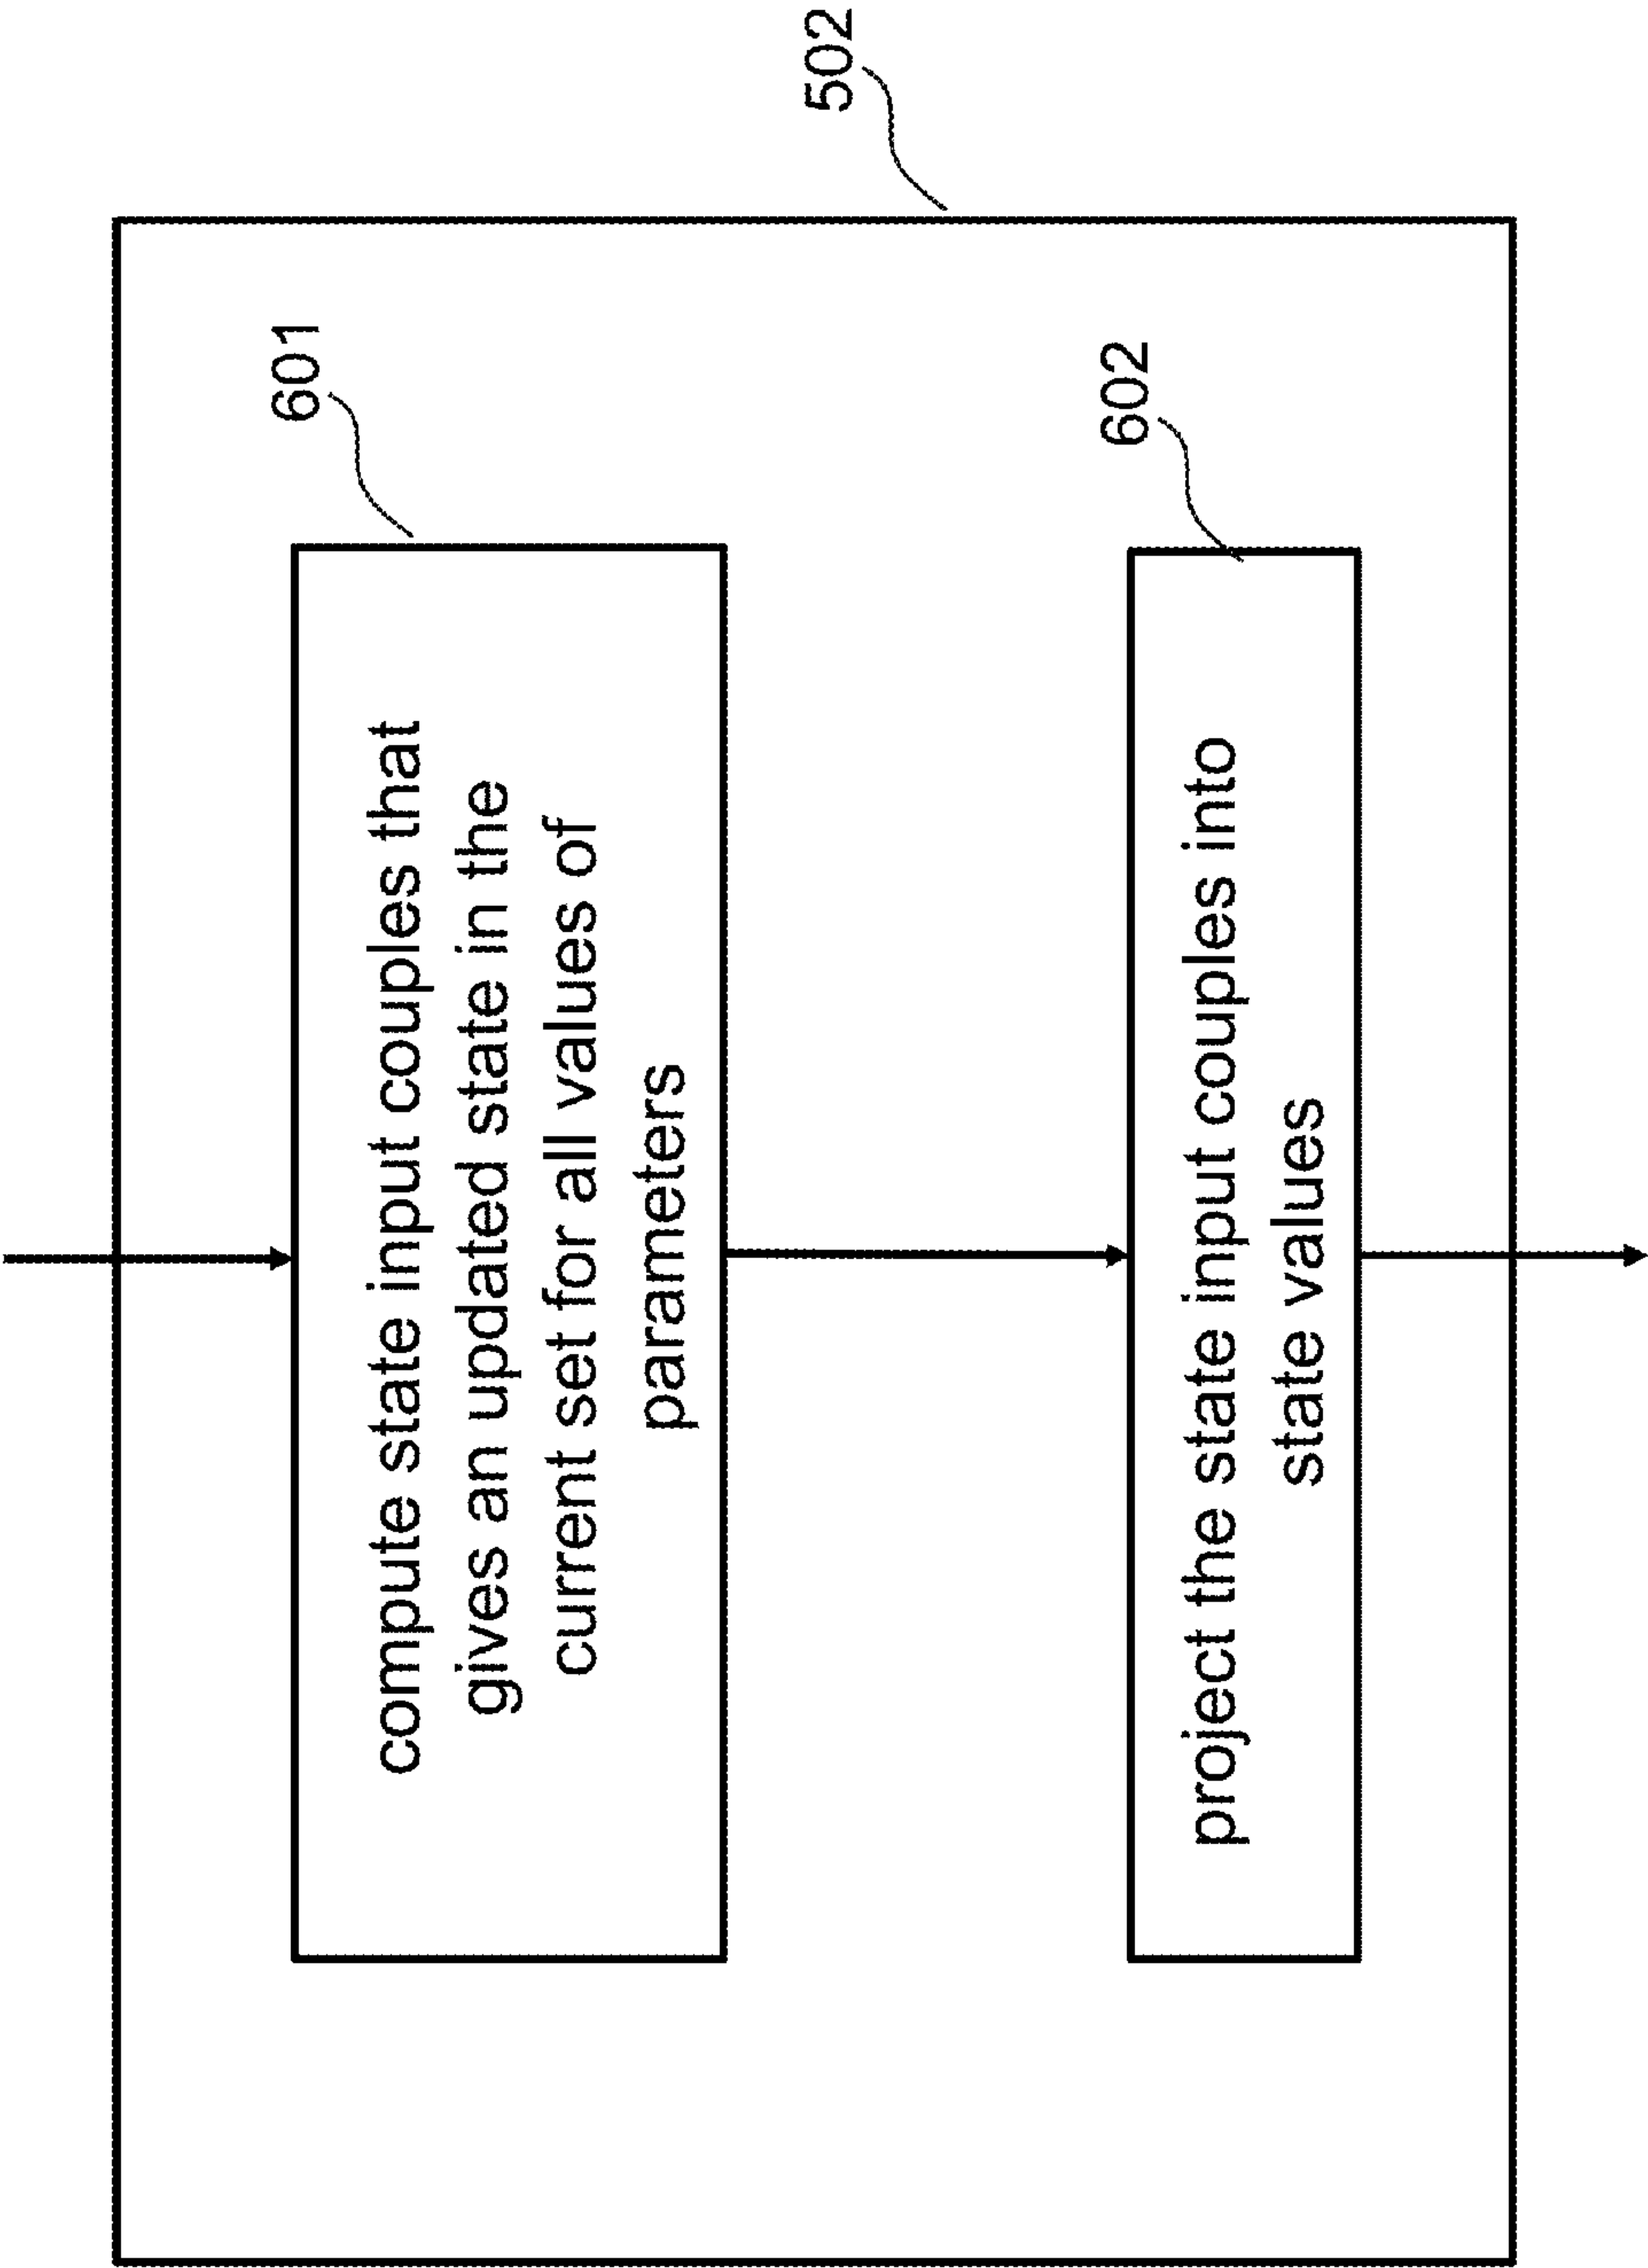 502
601
compute state input couples that
gives an updated state in the
current set for all values of
parameters
602
project the state input couples into
state values